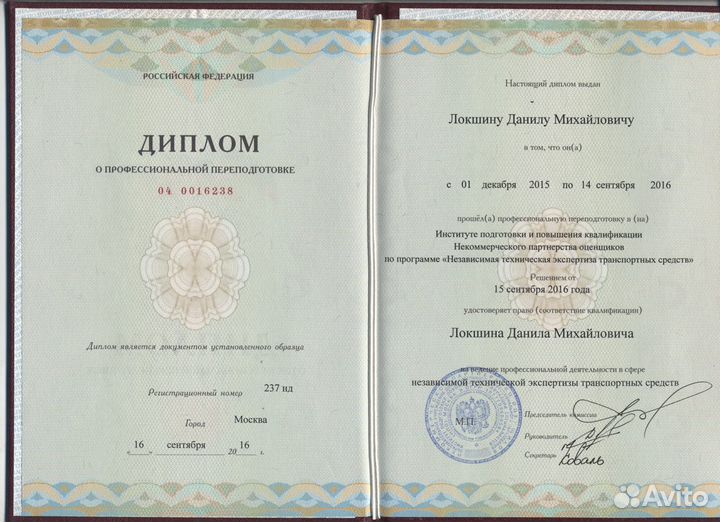 РОССИЙСКАЯ ФЕДЕРАЦИЯ
ДИПЛОМ
О ПРОФЕССИОНАЛЬНОЙ ПЕРЕПОДГОТОВКЕ
04 0016238
Диплом является документом установленного образца
Регистрационный номер 237 нд
Город Москва
„16“ сентября 2016 г.
Настоящий диплом выдан
Локшину Данилу Михайловичу
в том, что он(а)
с 01 декабря 2015 по 14 сентября 2016
прошёл(а) профессиональную переподготовку в (на)
Институте подготовки и повышения квалификации
Некоммерческого партнерства оценщиков
по программе «Независимая техническая экспертиза транспортных средств»
Решением от
15 сентября 2016 года
удостоверяет право (соответствие квалификации)
Локшина Данила Михайловича
на ведение профессиональной деятельности в сфере
независимой технической экспертизы транспортных средств
Председатель комиссии
М.П.
Руководитель
Секретарь Коваль
Avito